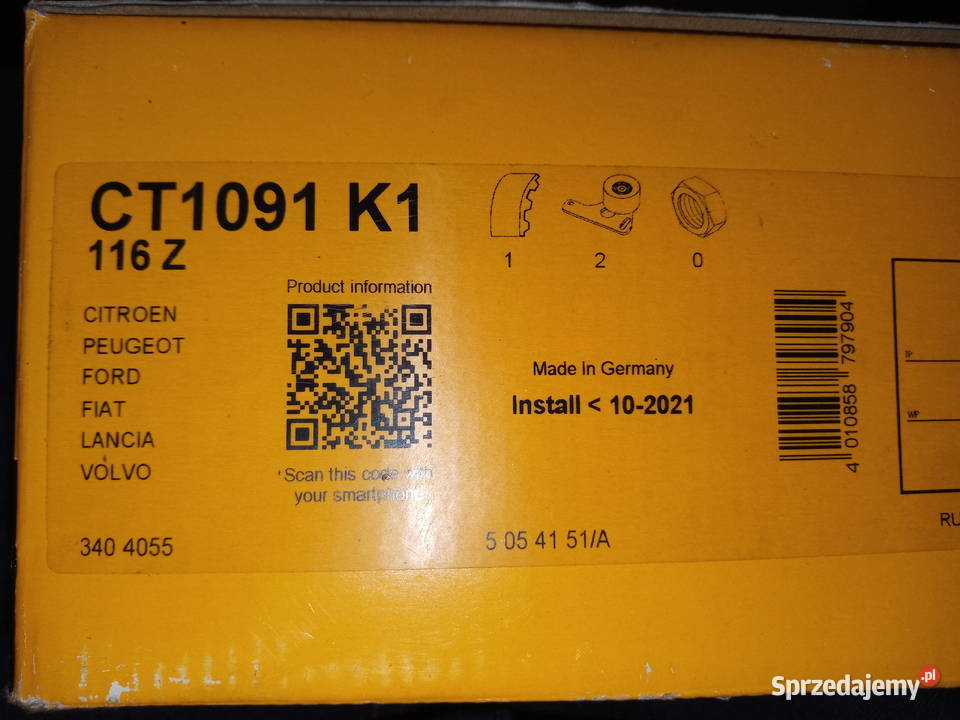 CT1091 K1
116 Z
1 2 0
Product information
CITROEN
PEUGEOT
FORD
FIAT
LANCIA
VOLVO
Scan this code with
your smartphone
Made in Germany
Install < 10-2021
4 010858 797904
TP
WP
RU
340 4055
5 05 41 51/A
Sprzedajemy.pl